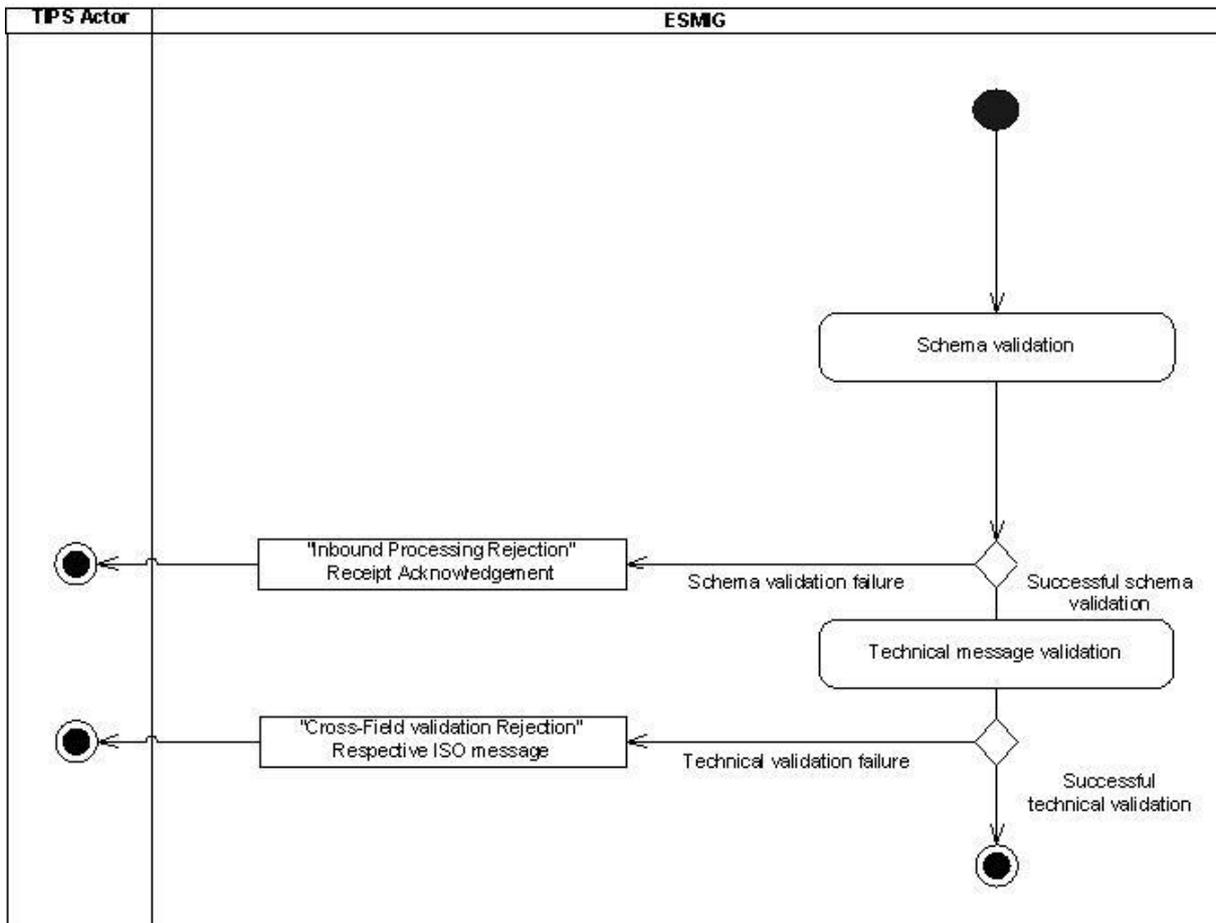 TIPS Actor
ESMIG
Schema validation
"Inbound Processing Rejection"
Receipt Acknowledgement
Schema validation failure
Successful schema
validation
Technical message validation
"Cross-Field validation Rejection"
Respective ISO message
Technical validation failure
Successful
technical validation